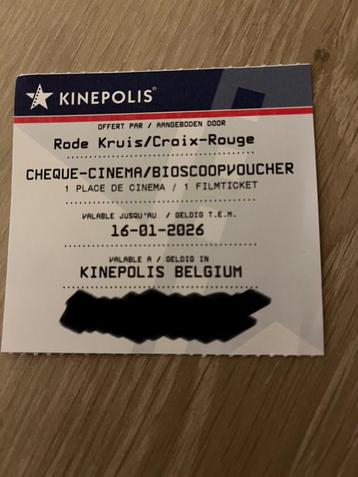 KINEPOLIS®
OFFERT PAR / AANGEBODEN DOOR
Rode Kruis/Croix-Rouge
CHEQUE-CINEMA/BIOSCOOPVOUCHER
1 PLACE DE CINEMA / 1 FILMTICKET
VALABLE JUSQU'AU / GELDIG T.E.M.
16-01-2026
VALABLE A / GELDIG IN
KINEPOLIS BELGIUM